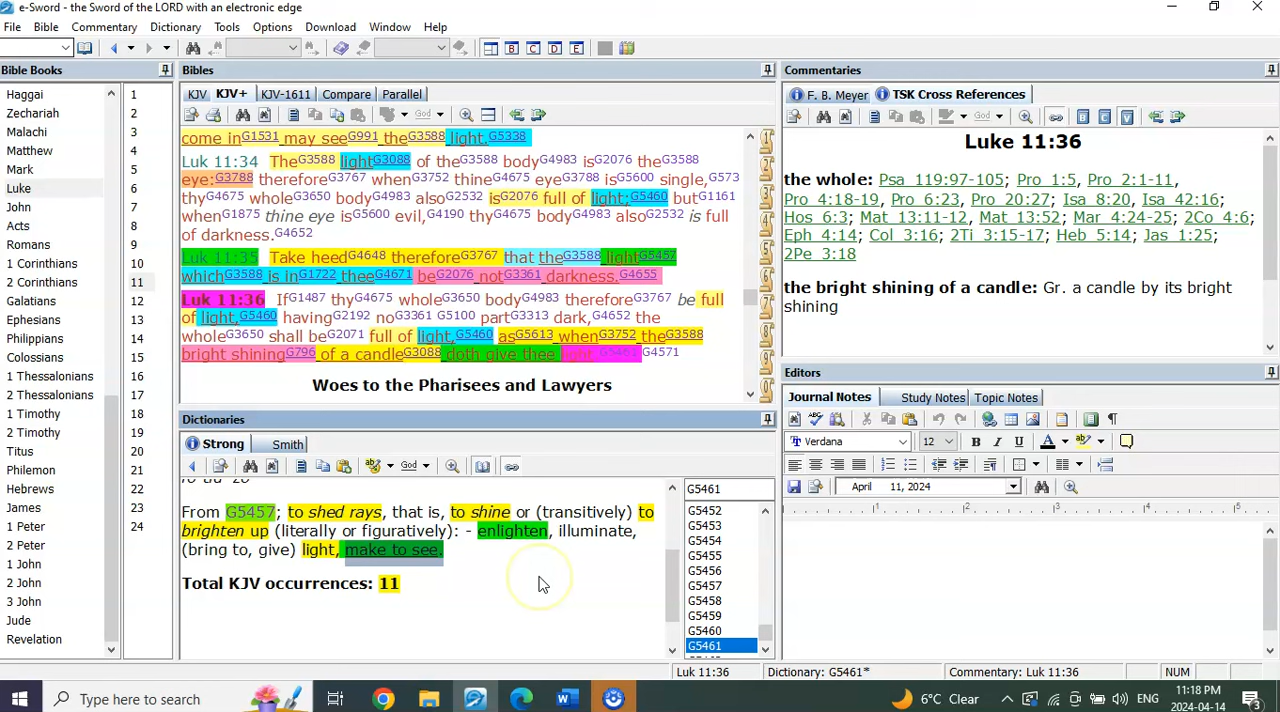 e-Sword - the Sword of the LORD with an electronic edge
File Bible Commentary Dictionary Tools Options Download Window Help
B C D E
Bible Books
Haggai
Zechariah
Malachi
Matthew
Mark
Luke
John
Acts
Romans
1 Corinthians
2 Corinthians
Galatians
Ephesians
Philippians
Colossians
1 Thessalonians
2 Thessalonians
1 Timothy
2 Timothy
Titus
Philemon
Hebrews
James
1 Peter
2 Peter
1 John
2 John
3 John
Jude
Revelation
1
2
3
4
5
6
7
8
9
10
11
12
13
14
15
16
17
18
19
20
21
22
23
24
Bibles
KJV KJV+ KJV-1611 Compare Parallel
God
come inG1531 may seeG991 theG3588 light.G5338
Luk 11:34 TheG3588 lightG3088 of theG3588 bodyG4983 isG2076 theG3588
eye:G3788 thereforeG3767 whenG3752 thineG4675 eyeG3788 isG5600 single,G573
thyG4675 wholeG3650 bodyG4983 alsoG2532 isG2076 full of light;G5460 butG1161
whenG1875 thine eye isG5600 evil,G4190 thyG4675 bodyG4983 alsoG2532 is full
of darkness.G4652
Luk 11:35 Take heedG4648 thereforeG3767 that theG3588 lightG5457
whichG3588 is inG1722 theeG4671 beG2076 notG3361 darkness.G4655
Luk 11:36 IfG1487 thyG4675 wholeG3650 bodyG4983 thereforeG3767 be full
of light,G5460 havingG2192 noG3361 G5100 partG3313 dark,G4652 the
wholeG3650 shall beG2071 full of light,G5460 asG5613 whenG3752 theG3588
bright shiningG796 of a candleG3088 doth give thee light.G5461 G4571
Woes to the Pharisees and Lawyers
Dictionaries
Strong Smith
God
From G5457; to shed rays, that is, to shine or (transitively) to
brighten up (literally or figuratively): - enlighten, illuminate,
(bring to, give) light, make to see.
Total KJV occurrences: 11
G5461
G5452
G5453
G5454
G5455
G5456
G5457
G5458
G5459
G5460
G5461
Commentaries
F. B. Meyer TSK Cross References
God B C V
Luke 11:36
the whole: Psa 119:97-105; Pro 1:5, Pro 2:1-11,
Pro 4:18-19, Pro 6:23, Pro 20:27; Isa 8:20, Isa 42:16;
Hos 6:3; Mat 13:11-12, Mat 13:52; Mar 4:24-25; 2Co 4:6;
Eph 4:14; Col 3:16; 2Ti 3:15-17; Heb 5:14; Jas 1:25;
2Pe 3:18
the bright shining of a candle: Gr. a candle by its bright
shining
Editors
Journal Notes Study Notes Topic Notes
Verdana 12 B I U A
April 11, 2024
1 2 3 4 5
Luk 11:36 Dictionary: G5461* Commentary: Luk 11:36 NUM
Type here to search
6°C Clear ENG
11:18 PM
2024-04-14
3